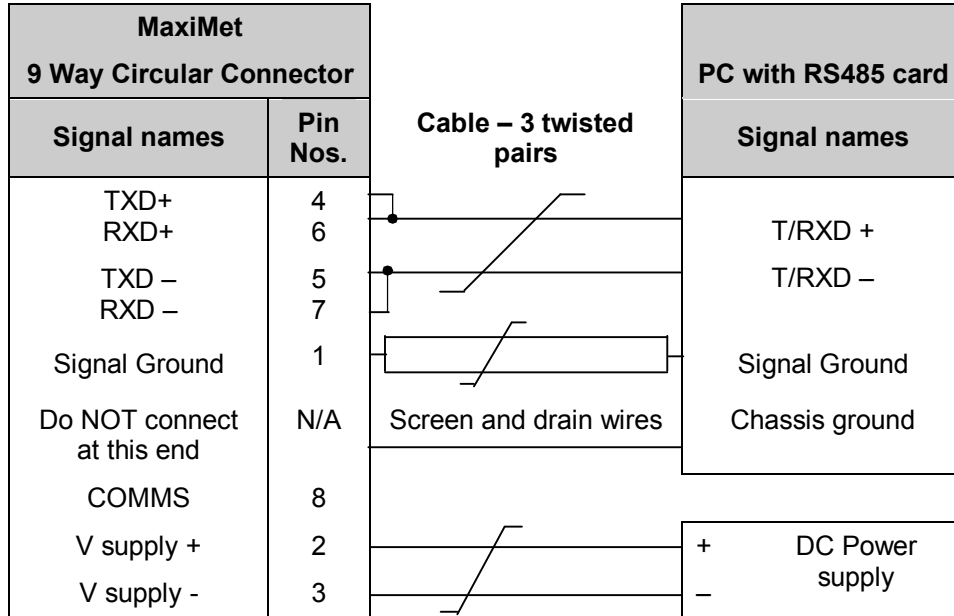 MaxiMet
9 Way Circular Connector
PC with RS485 card
Signal names
Pin
Nos.
Cable – 3 twisted
pairs
Signal names
TXD+ 4
RXD+ 6 T/RXD +
TXD – 5 T/RXD –
RXD – 7
Signal Ground 1 Signal Ground
Do NOT connect N/A Screen and drain wires Chassis ground
at this end
COMMS 8
V supply + 2 + DC Power
supply
V supply - 3 –